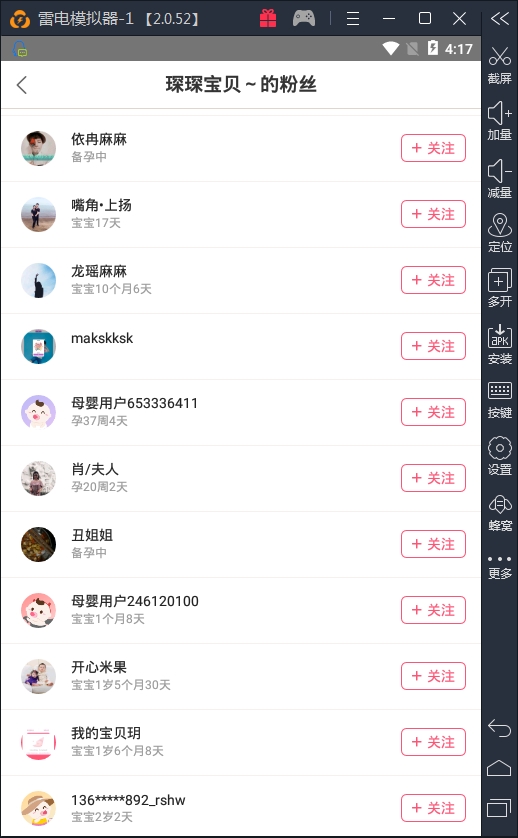 雷电模拟器-1 【2.0.52】
4:17
琛琛宝贝~的粉丝
依冉麻麻
备孕中
+ 关注
嘴角•上扬
宝宝17天
+ 关注
龙瑶麻麻
宝宝10个月6天
+ 关注
makskksk
+ 关注
母婴用户653336411
孕37周4天
+ 关注
肖/夫人
孕20周2天
+ 关注
丑姐姐
备孕中
+ 关注
母婴用户246120100
宝宝1个月8天
+ 关注
开心米果
宝宝1岁5个月30天
+ 关注
我的宝贝玥
宝宝1岁6个月8天
+ 关注
136*****892_rshw
宝宝2岁2天
+ 关注
截屏
加量
减量
定位
多开
APK
安装
按键
设置
蜂窝
更多